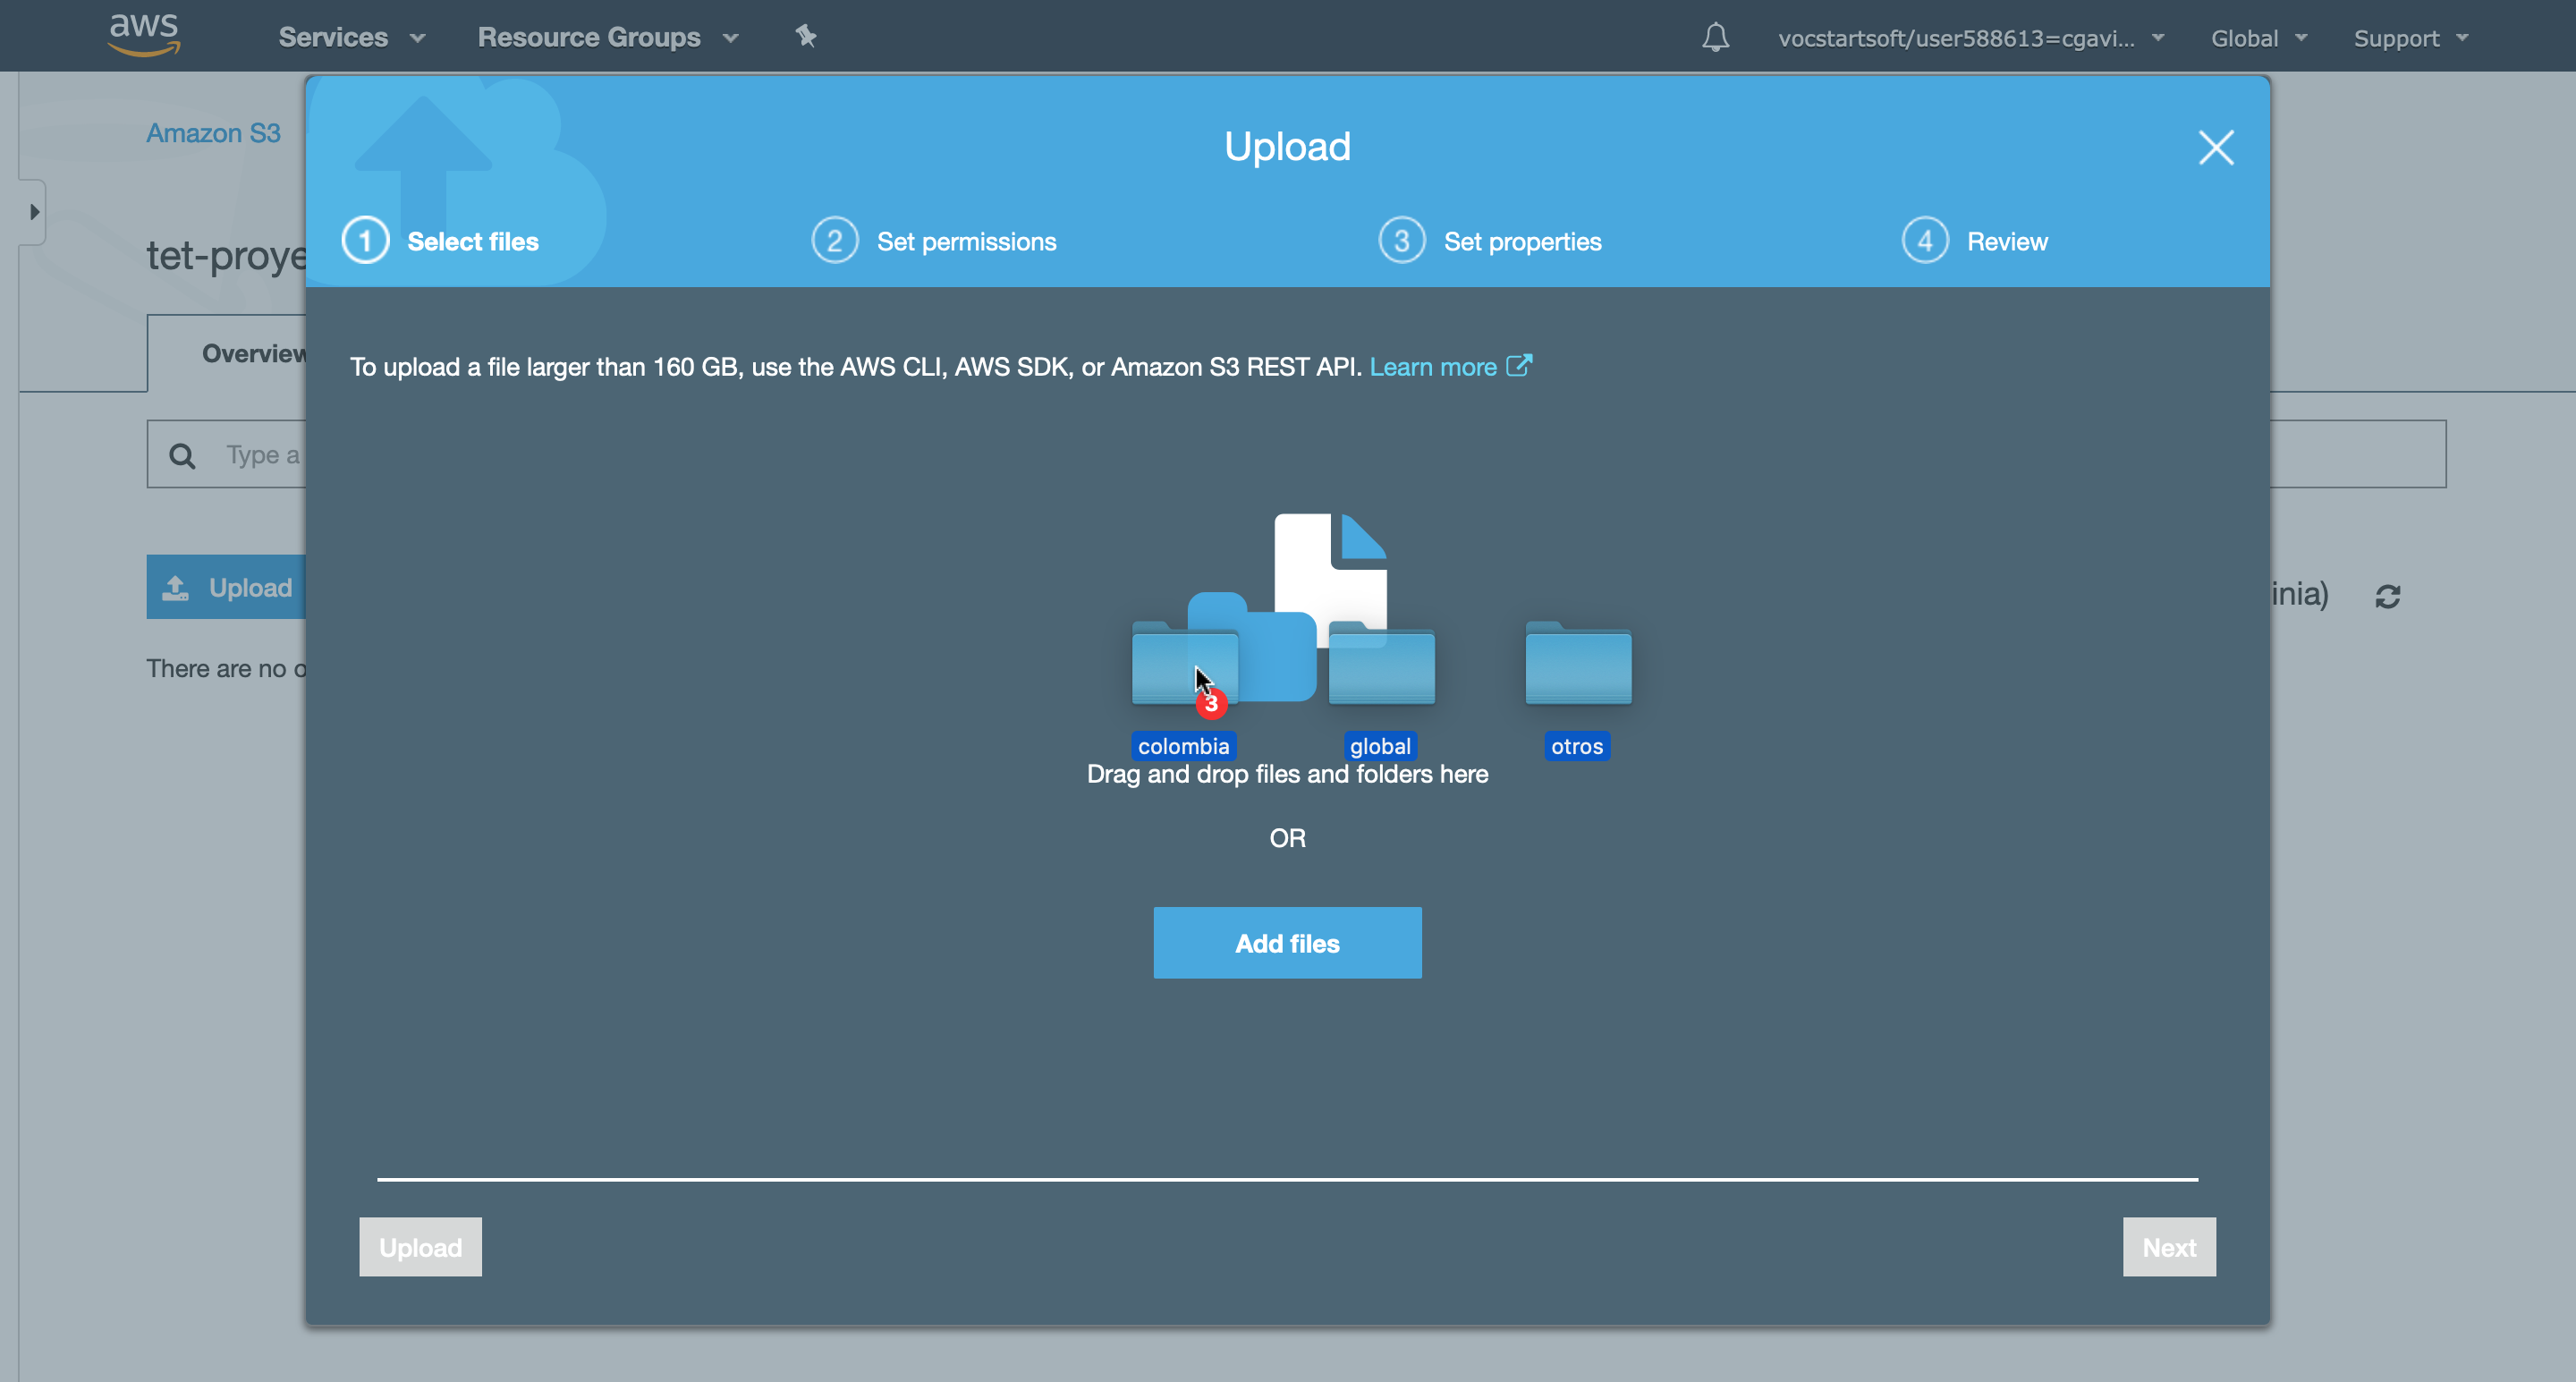 aws Services Resource Groups vocstartsoft/user588613=cgavi... Global Support
Amazon S3
Upload
1 Select files 2 Set permissions 3 Set properties 4 Review
tet-proye
Overview
To upload a file larger than 160 GB, use the AWS CLI, AWS SDK, or Amazon S3 REST API. Learn more
Type a
Upload
inia)
There are no o
3
colombia global otros
Drag and drop files and folders here
OR
Add files
Upload Next